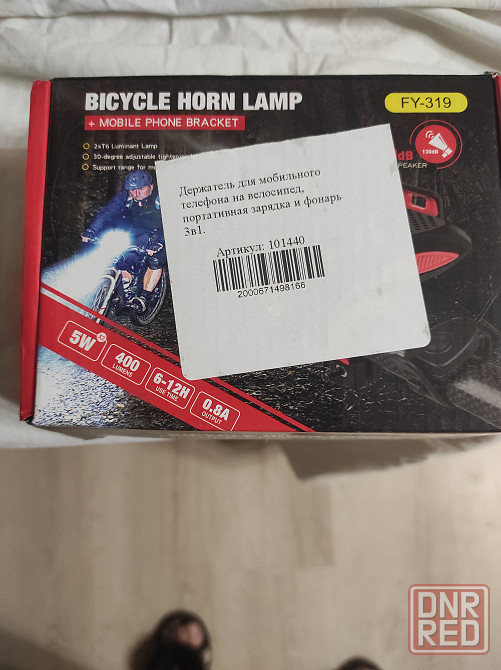 BICYCLE HORN LAMP
FY-319
+ MOBILE PHONE BRACKET
2xT6 Luminant Lamp
30-degree adjustable
Support range for
130dB
dB
SPEAKER
Держатель для мобильного
телефона на велосипед,
портативная зарядка и фонарь
3в1.
Артикул: 101440
2000671498166
5W x2
400
LUMENS
6-12H
USE TIME
0.8A
OUTPUT
DNR
RED